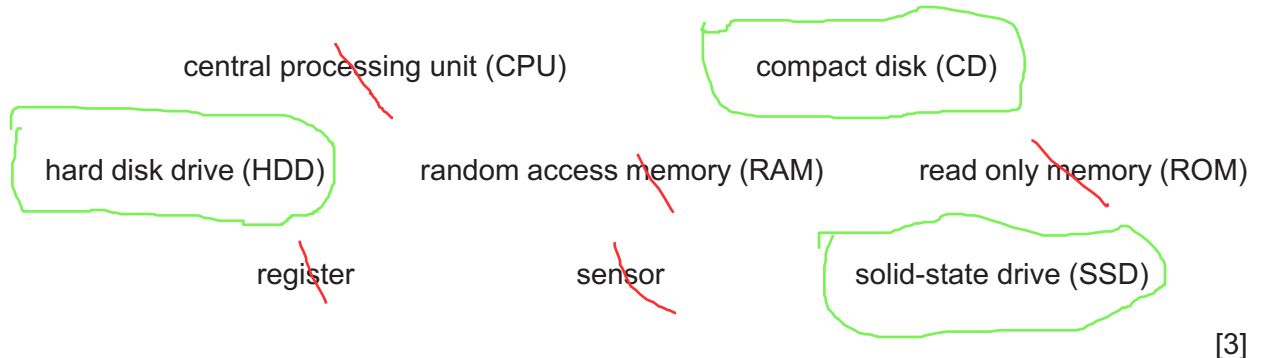 central processing unit (CPU) compact disk (CD)
hard disk drive (HDD) random access memory (RAM) read only memory (ROM)
register sensor solid-state drive (SSD)
[3]